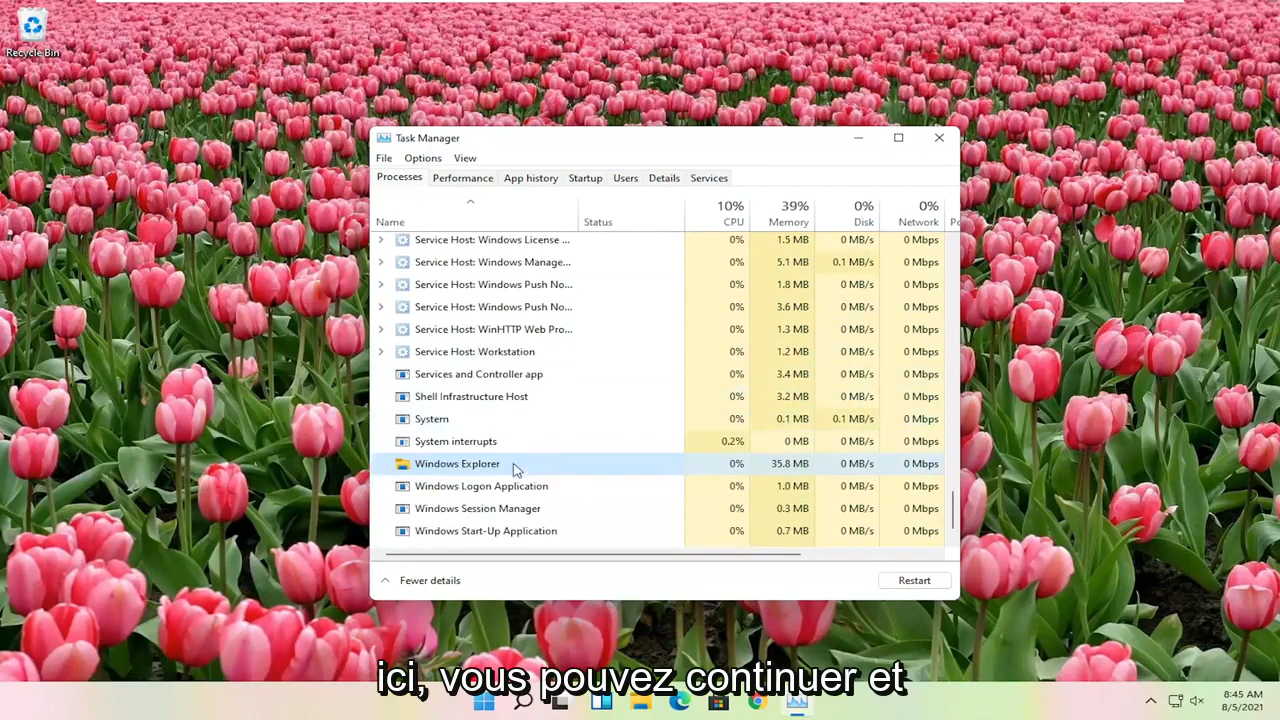 Recycle Bin
Task Manager
File Options View
Processes Performance App history Startup Users Details Services
10% 39% 0% 0%
Name Status CPU Memory Disk Network
Service Host: Windows License ... 0% 1.5 MB 0 MB/s 0 Mbps
Service Host: Windows Manage... 0% 5.1 MB 0.1 MB/s 0 Mbps
Service Host: Windows Push No... 0% 1.8 MB 0 MB/s 0 Mbps
Service Host: Windows Push No... 0% 3.6 MB 0 MB/s 0 Mbps
Service Host: WinHTTP Web Pro... 0% 1.3 MB 0 MB/s 0 Mbps
Service Host: Workstation 0% 1.2 MB 0 MB/s 0 Mbps
Services and Controller app 0% 3.4 MB 0 MB/s 0 Mbps
Shell Infrastructure Host 0% 3.2 MB 0 MB/s 0 Mbps
System 0% 0.1 MB 0.1 MB/s 0 Mbps
System interrupts 0.2% 0 MB 0 MB/s 0 Mbps
Windows Explorer 0% 35.8 MB 0 MB/s 0 Mbps
Windows Logon Application 0% 1.0 MB 0 MB/s 0 Mbps
Windows Session Manager 0% 0.3 MB 0 MB/s 0 Mbps
Windows Start-Up Application 0% 0.7 MB 0 MB/s 0 Mbps
Fewer details Restart
ici, vous pouvez continuer et
8:45 AM
8/5/2021